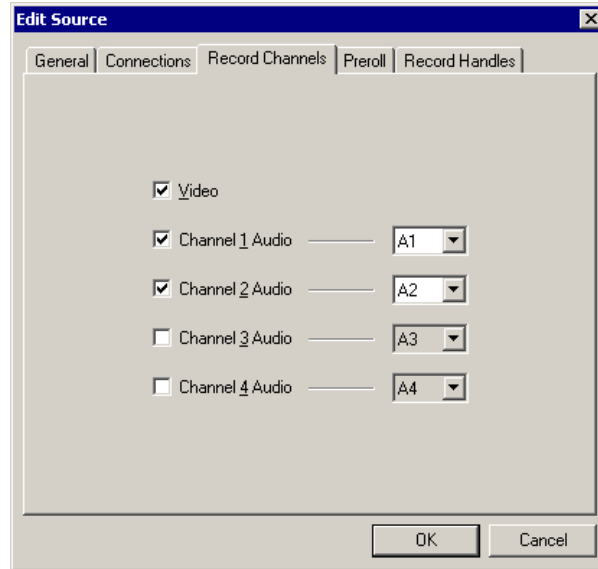 Edit Source
General Connections Record Channels Preroll Record Handles
Video
Channel 1 Audio A1
Channel 2 Audio A2
Channel 3 Audio A3
Channel 4 Audio A4
OK Cancel